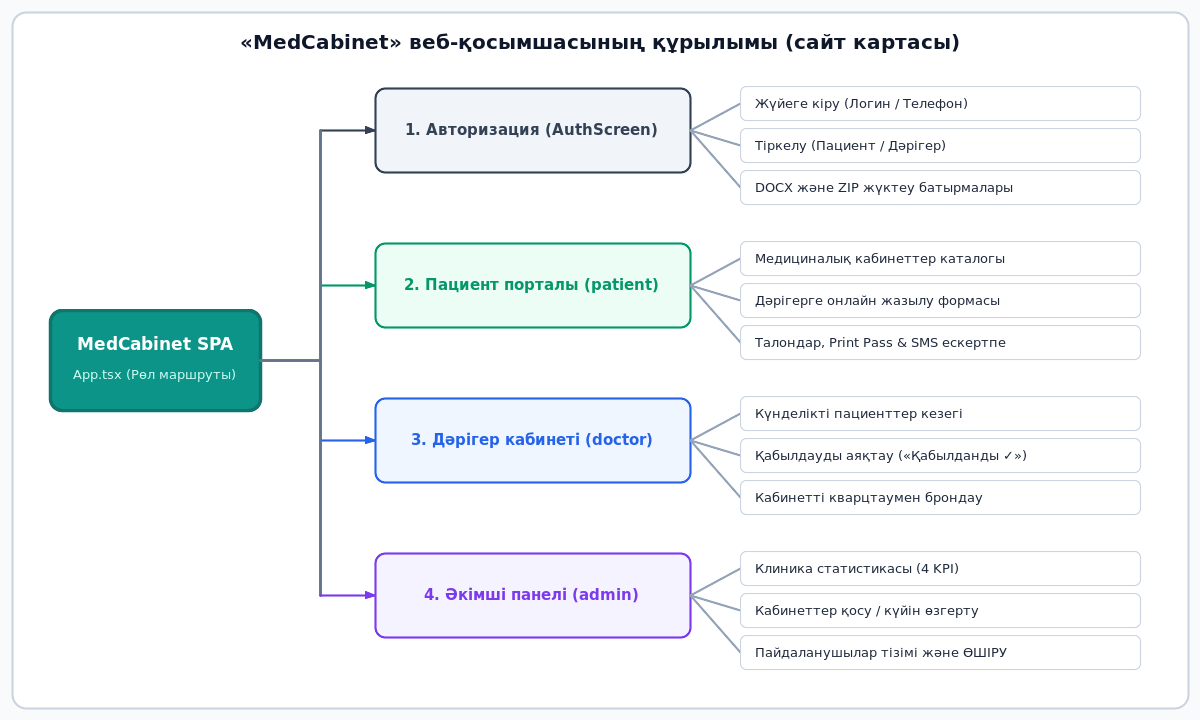 «MedCabinet» веб-қосымшасының құрылымы (сайт картасы)
MedCabinet SPA
App.tsx (Рөл маршруты)
1. Авторизация (AuthScreen)
Жүйеге кіру (Логин / Телефон)
Тіркелу (Пациент / Дәрігер)
DOCX және ZIP жүктеу батырмалары
2. Пациент порталы (patient)
Медициналық кабинеттер каталогы
Дәрігерге онлайн жазылу формасы
Талондар, Print Pass & SMS ескертпе
3. Дәрігер кабинеті (doctor)
Күнделікті пациенттер кезегі
Қабылдауды аяқтау («Қабылданды ✓»)
Кабинетті кварцтаумен брондау
4. Әкімші панелі (admin)
Клиника статистикасы (4 KPI)
Кабинеттер қосу / күйін өзгерту
Пайдаланушылар тізімі және ӨШІРУ